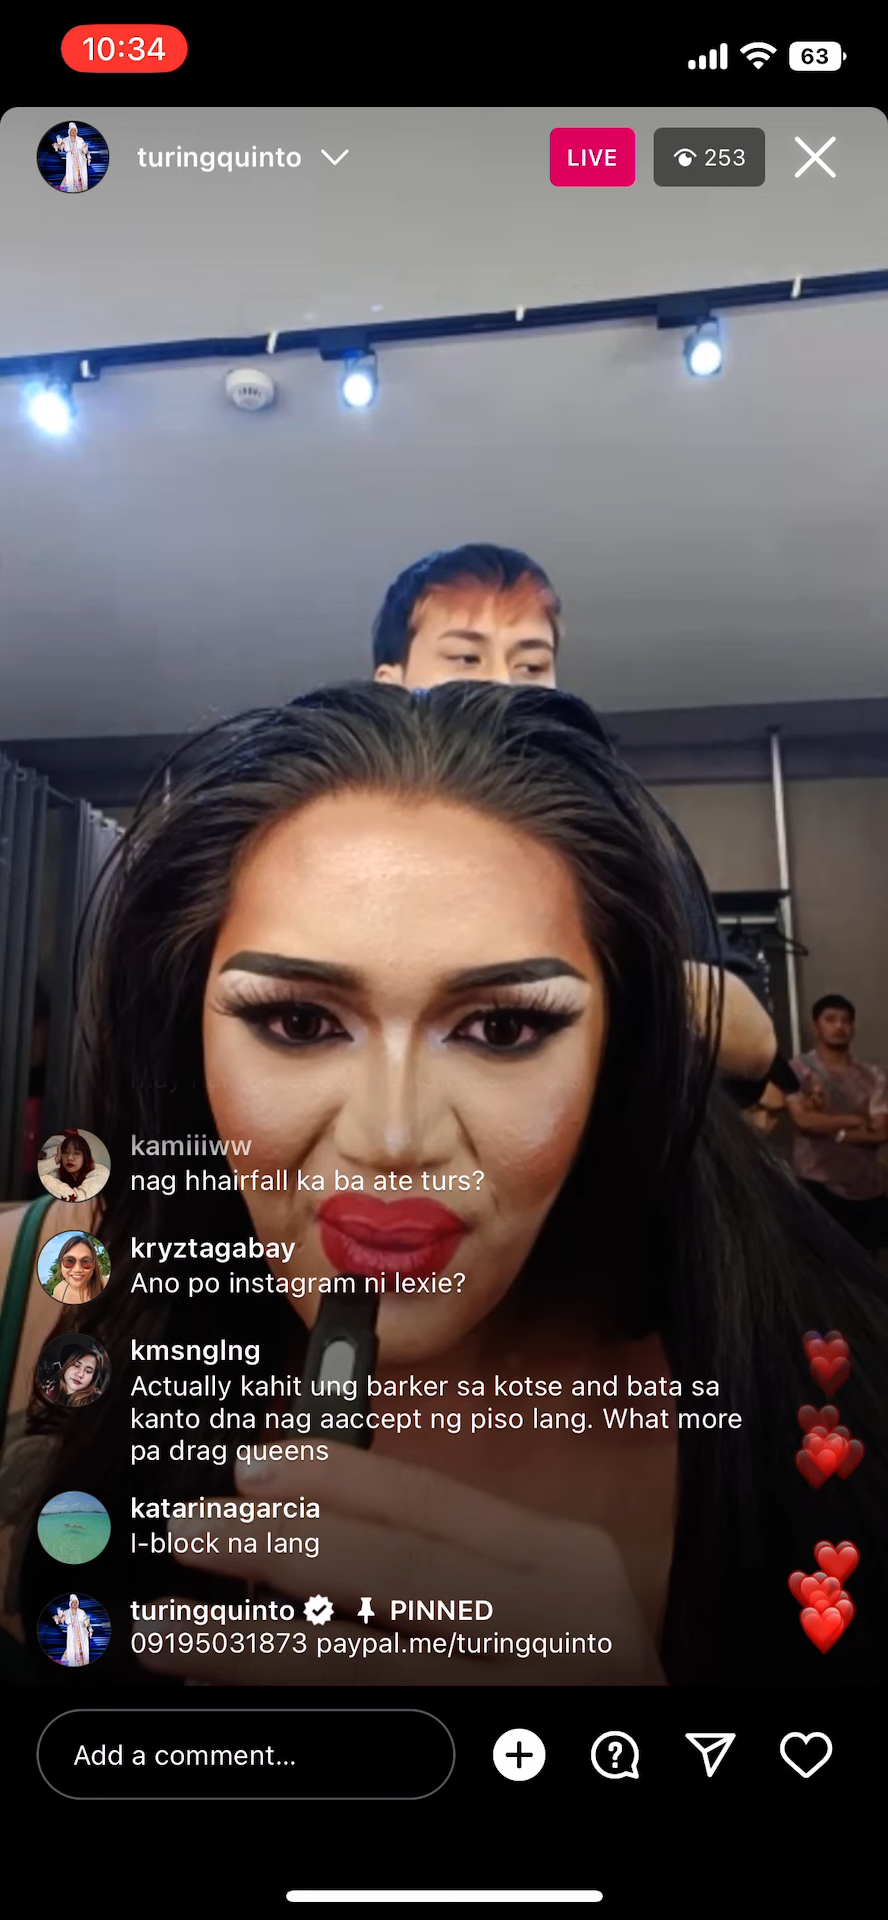 10:34
63
turingquinto
LIVE
253
kamiiiww
nag hhairfall ka ba ate turs?
kryztagabay
Ano po instagram ni lexie?
kmsnglng
Actually kahit ung barker sa kotse and bata sa
kanto dna nag aaccept ng piso lang. What more
pa drag queens
katarinagarcia
I-block na lang
turingquinto PINNED
09195031873 paypal.me/turingquinto
Add a comment...